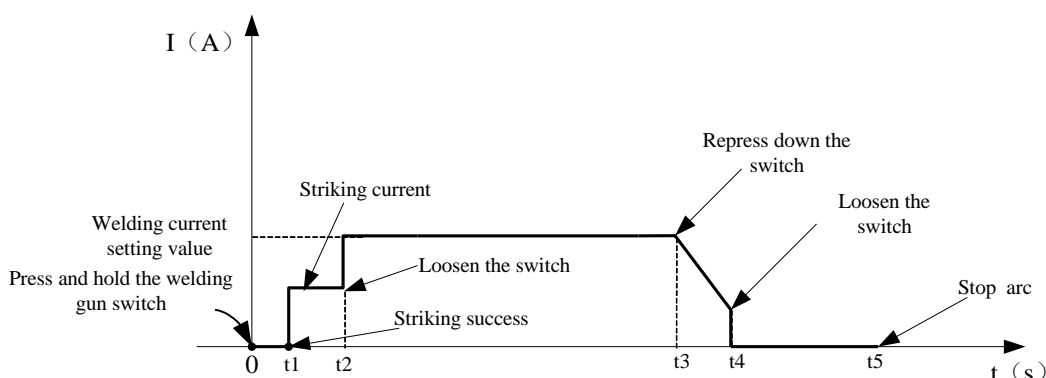 I（A）
Repress down the
switch
Striking current
Loosen the
switch
Welding current
setting value
Loosen the switch
Press and hold the welding
gun switch
Stop arc
Striking success
0
t1
t2
t3
t4
t5
t（s）